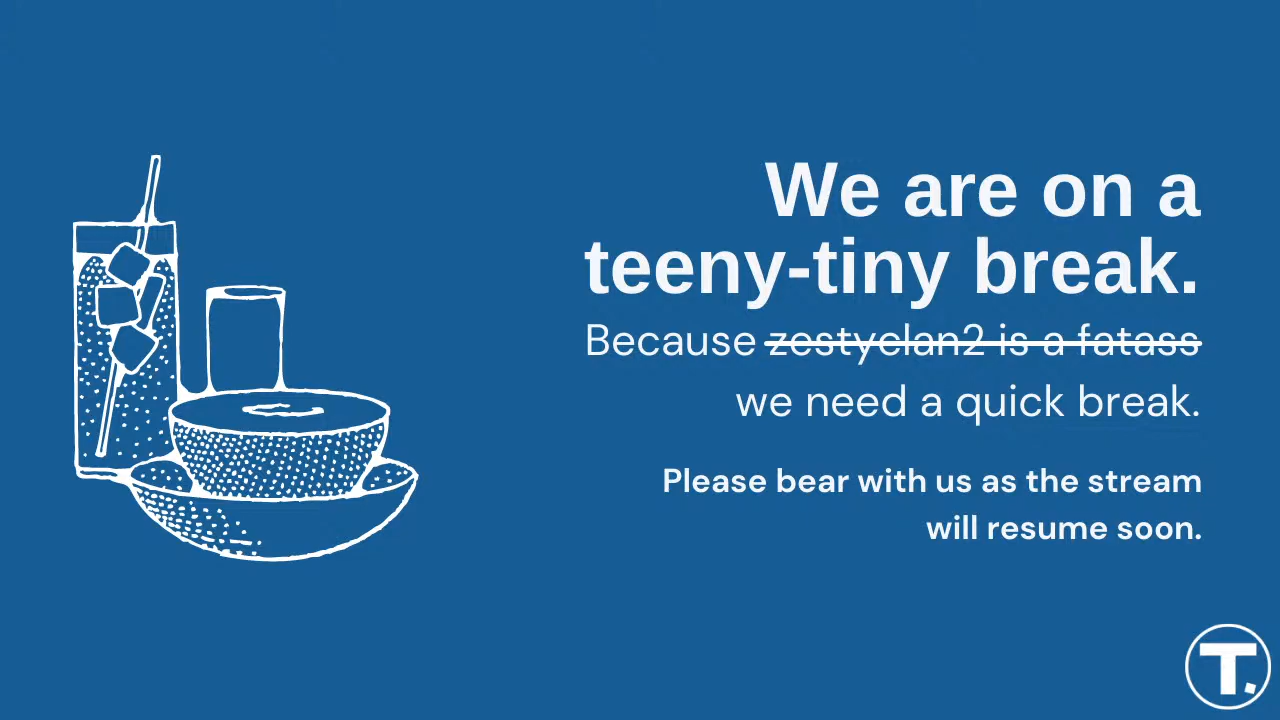 We are on a
teeny-tiny break.
Because zestyclan2 is a fatass
we need a quick break.
Please bear with us as the stream
will resume soon.
T.